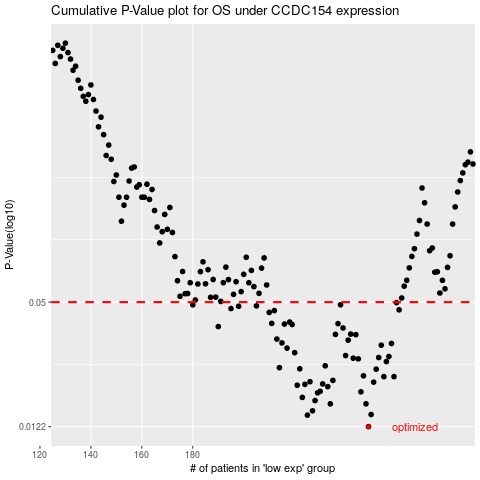 Cumulative P-Value plot for OS under CCDC154 expression
P-Value(log10)
0.05
0.0122
optimized
120 140 160 180
# of patients in 'low exp' group